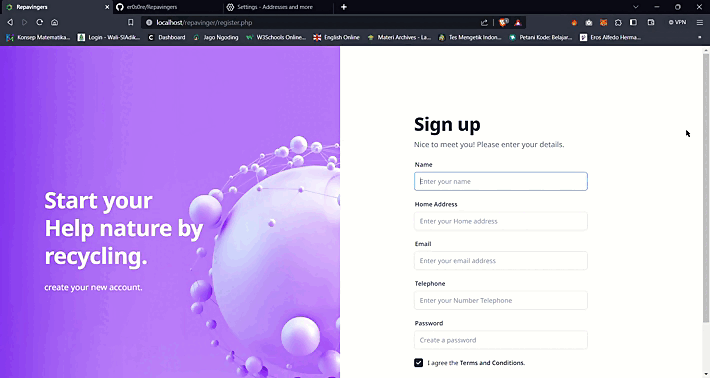 Repavingers
er0s0re/Repavingers
Settings - Addresses and more
localhost/repavinger/register.php
VPN
Konsep Matematika...
Login - Wali-SIAdik...
Dashboard
Jago Ngoding
W3Schools Online...
English Online
Materi Archives - La...
Tes Mengetik Indon...
Petani Kode: Belajar...
Eros Alfedo Herma...
Start your
Help nature by
recycling.
create your new account.
Sign up
Nice to meet you! Please enter your details.
Name
Enter your name
Home Address
Enter your Home address
Email
Enter your email address
Telephone
Enter your Number Telephone
Password
Create a password
I agree the Terms and Conditions.